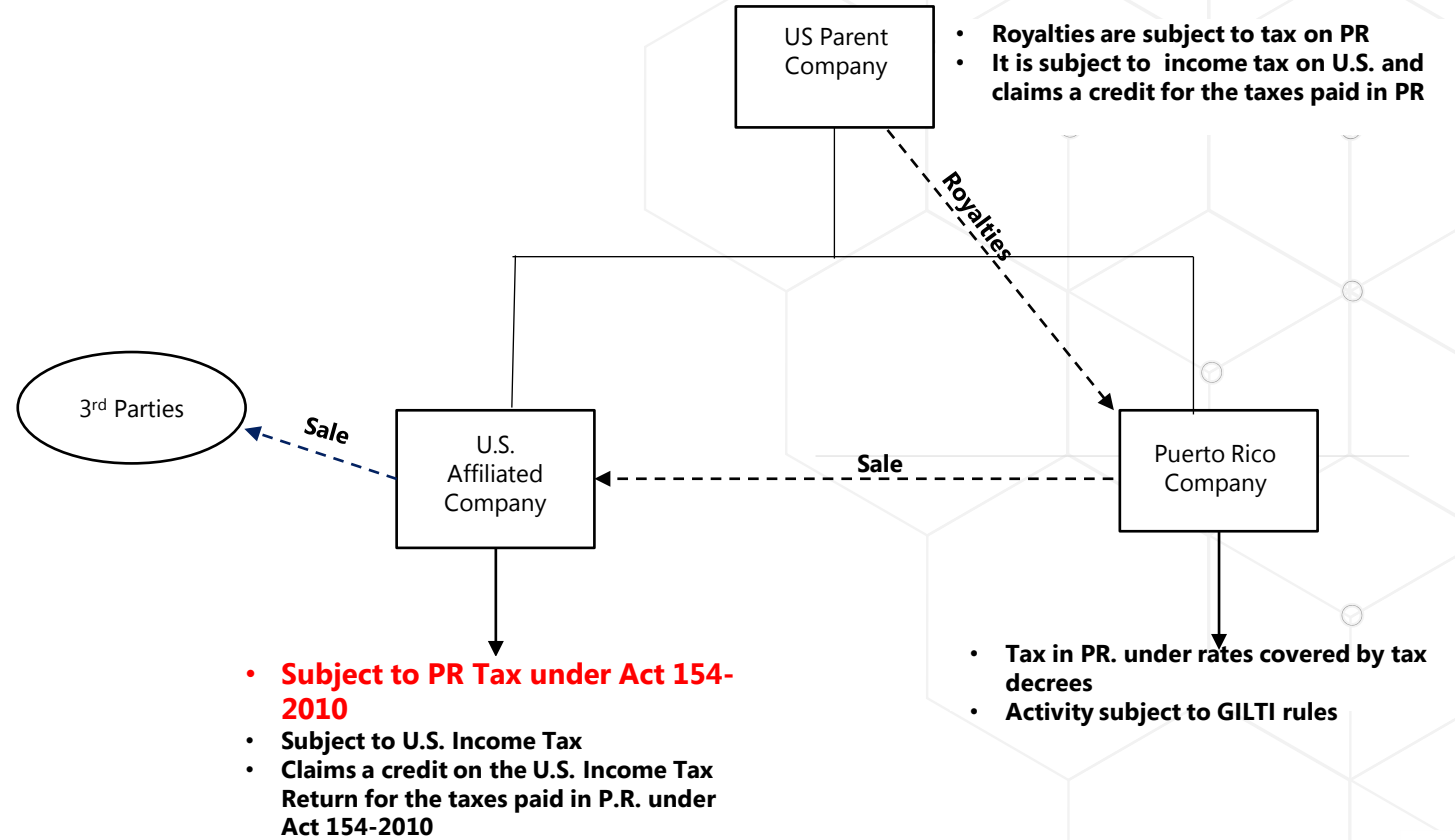 US Parent
Company
• Royalties are subject to tax on PR
• It is subject to income tax on U.S. and
claims a credit for the taxes paid in PR
Royalties
3rd Parties
Sale
U.S.
Affiliated
Company
Sale
Puerto Rico
Company
• Subject to PR Tax under Act 154-
2010
• Subject to U.S. Income Tax
• Claims a credit on the U.S. Income Tax
Return for the taxes paid in P.R. under
Act 154-2010
• Tax in PR. under rates covered by tax
decrees
• Activity subject to GILTI rules